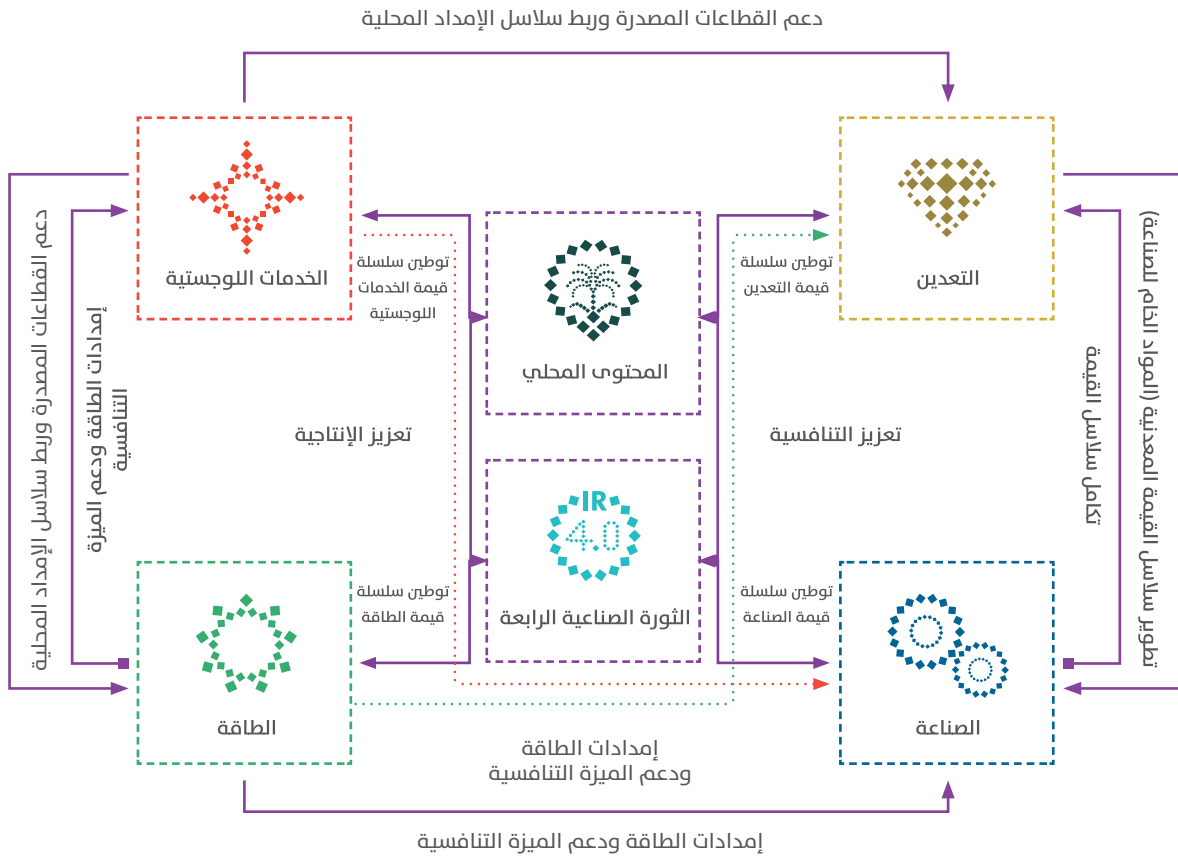 دعم القطاعات المصدرة وربط سلاسل الإمداد المحلية
التعدين
الخدمات اللوجستية
المحتوى المحلي
توطين سلسلة
قيمة التعدين
توطين سلسلة
قيمة الخدمات
اللوجستية
تطوير سلاسل القيمة المعدنية (المواد الخام للصناعة)
تكامل سلاسل القيمة
تعزيز التنافسية
تعزيز الإنتاجية
إمدادات الطاقة ودعم الميزة
التنافسية
دعم القطاعات المصدرة وربط سلاسل الإمداد المحلية
IR
4.0
الثورة الصناعية الرابعة
توطين سلسلة
قيمة الصناعة
توطين سلسلة
قيمة الطاقة
الصناعة
الطاقة
إمدادات الطاقة
ودعم الميزة التنافسية
إمدادات الطاقة ودعم الميزة التنافسية